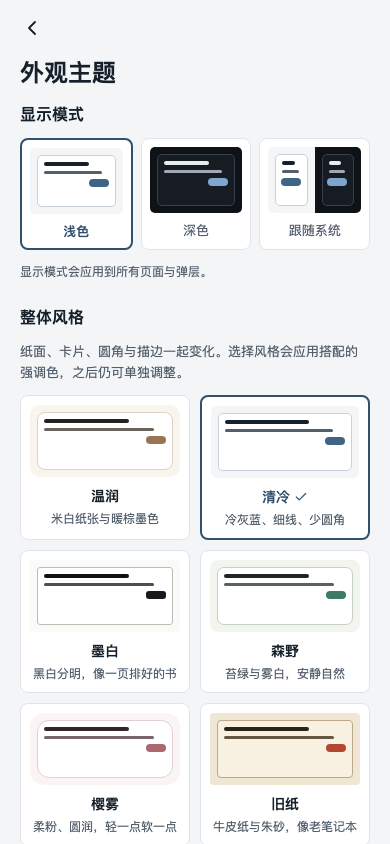 外观主题
显示模式
浅色
深色
跟随系统
显示模式会应用到所有页面与弹层。
整体风格
纸面、卡片、圆角与描边一起变化。选择风格会应用搭配的
强调色，之后仍可单独调整。
温润
米白纸张与暖棕墨色
清冷
冷灰蓝、细线、少圆角
墨白
黑白分明，像一页排好的书
森野
苔绿与雾白，安静自然
樱雾
柔粉、圆润，轻一点软一点
旧纸
牛皮纸与朱砂，像老笔记本